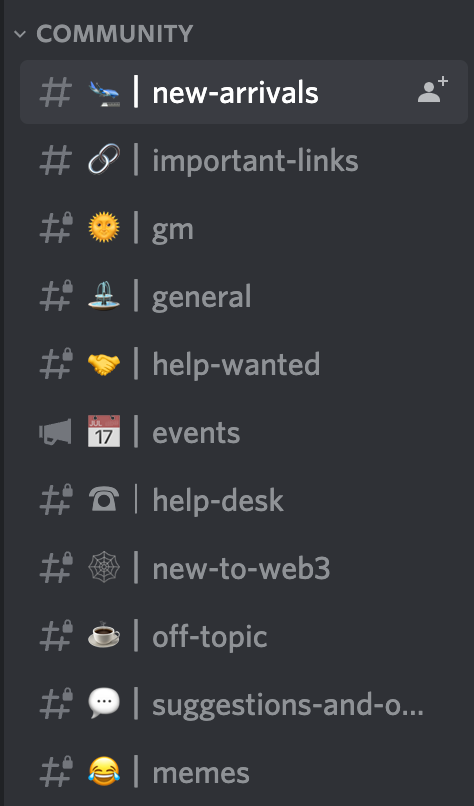 COMMUNITY
# 🛬 | new-arrivals
# 🔗 | important-links
# 🌞 | gm
# ⛲ | general
# 🤝 | help-wanted
📅 | events
# ☎ | help-desk
# 🕸 | new-to-web3
# ☕ | off-topic
# 💬 | suggestions-and-o...
# 😂 | memes